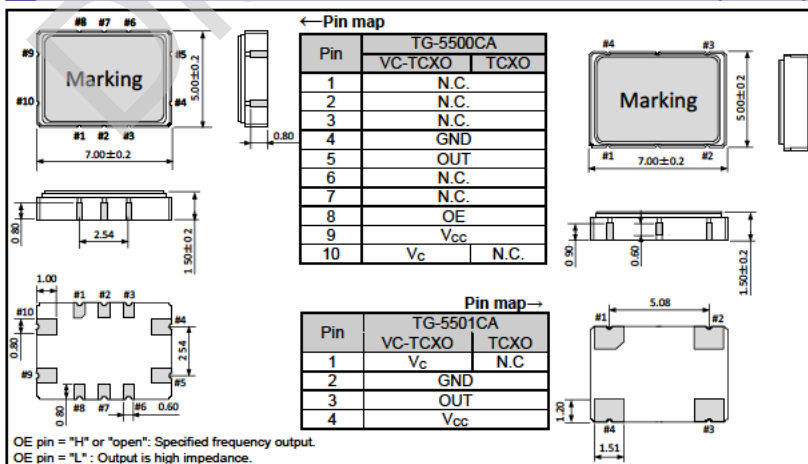 ←Pin map
Pin TG-5500CA
VC-TCXO TCXO
1 N.C.
2 N.C.
3 N.C.
4 GND
5 OUT
6 N.C.
7 N.C.
8 OE
9 VCC
10 VC N.C.
#8 #7 #6
#9 #5
Marking
#10 #4
#1 #2 #3
5.00±0.2
7.00±0.2
0.80
0.80
2.54
1.50±0.2
1.00
#1 #2 #3
#10 #4
0.80
2.54
#9 #5
0.80
#8 #7 #6 0.60
#4 #3
Marking
#1 #2
5.00±0.2
7.00±0.2
0.90
0.60
1.50±0.2
Pin map→
Pin TG-5501CA
VC-TCXO TCXO
1 VC N.C
2 GND
3 OUT
4 VCC
5.08
#1 #2
1.20
#4 #3
1.51
OE pin = "H" or "open": Specified frequency output.
OE pin = "L" : Output is high impedance.